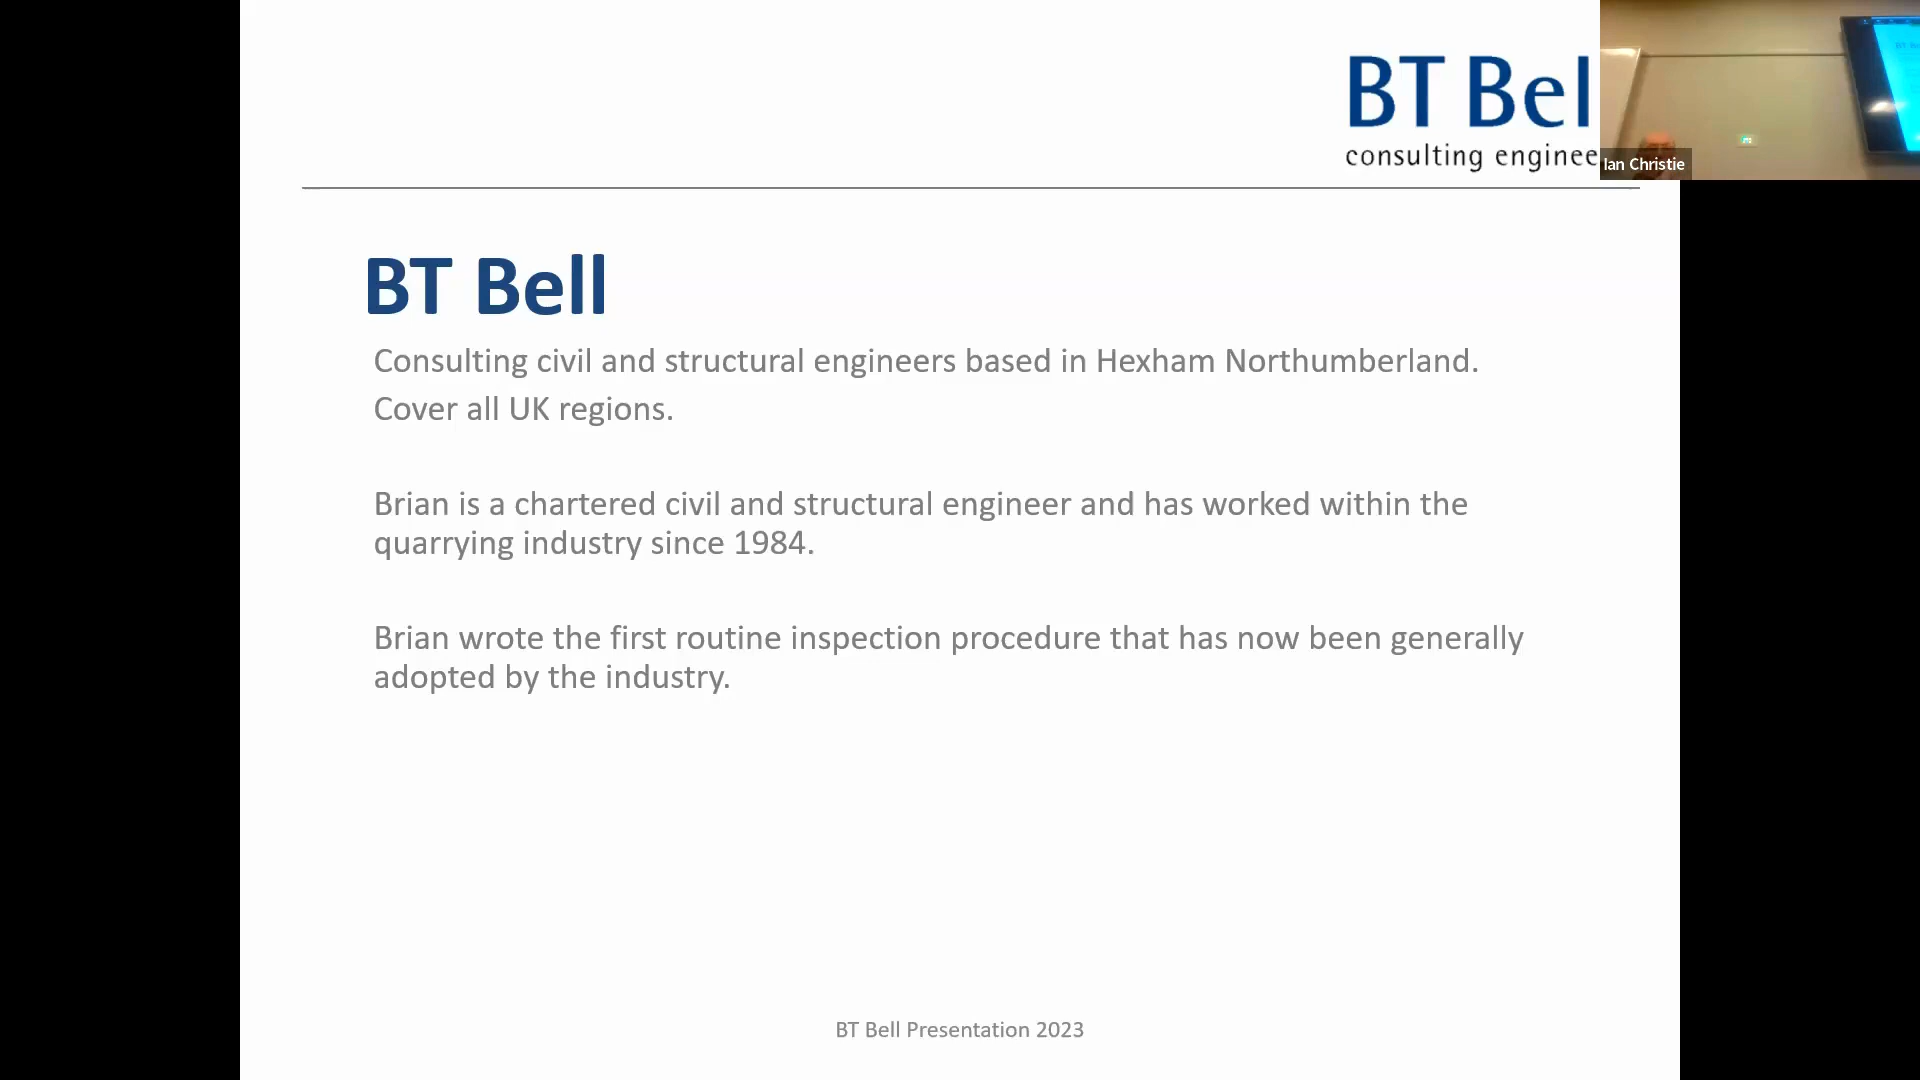 BT Bel
consulting enginee
Ian Christie
BT Bell
Consulting civil and structural engineers based in Hexham Northumberland.
Cover all UK regions.
Brian is a chartered civil and structural engineer and has worked within the
quarrying industry since 1984.
Brian wrote the first routine inspection procedure that has now been generally
adopted by the industry.
BT Bell Presentation 2023